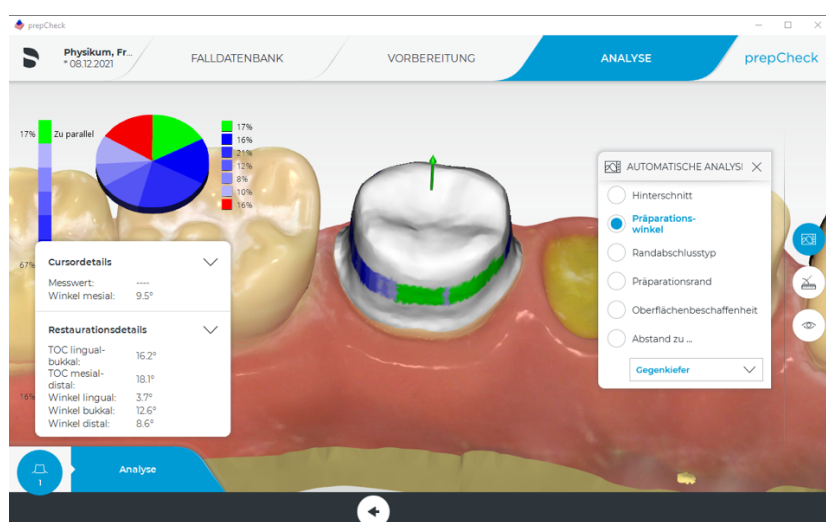 prepCheck
Physikum, Fr...
* 08.12.2021
FALLDATENBANK
VORBEREITUNG
ANALYSE
prepCheck
17%
Zu parallel
67%
16%
17%
16%
21%
12%
8%
10%
16%
Cursordetails
Messwert: ----
Winkel mesial: 9.5°
Restaurationsdetails
TOC lingual-
bukkal: 16.2°
TOC mesial-
distal: 18.1°
Winkel lingual: 3.7°
Winkel bukkal: 12.6°
Winkel distal: 8.6°
AUTOMATISCHE ANALYSI
Hinterschnitt
Präparations-
winkel
Randabschlusstyp
Präparationsrand
Oberflächenbeschaffenheit
Abstand zu ...
Gegenkiefer
1
Analyse